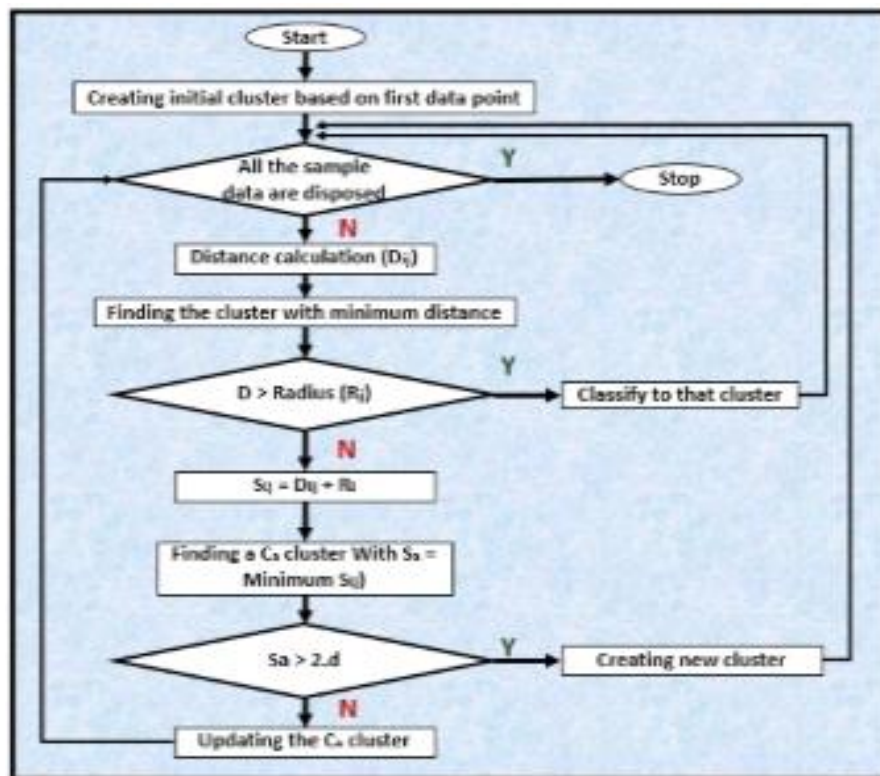 Start
Creating initial cluster based on first data point
All the sample
data are disposed
Y
Stop
N
Distance calculation (Dᵢⱼ)
Finding the cluster with minimum distance
D > Radius (Rⱼ)
Y
Classify to that cluster
N
Sᵢⱼ = Dᵢⱼ + Rⱼ
Finding a Cₐ cluster With Sₐ =
Minimum Sᵢⱼ)
Sa > 2.d
Y
Creating new cluster
N
Updating the Cₐ cluster